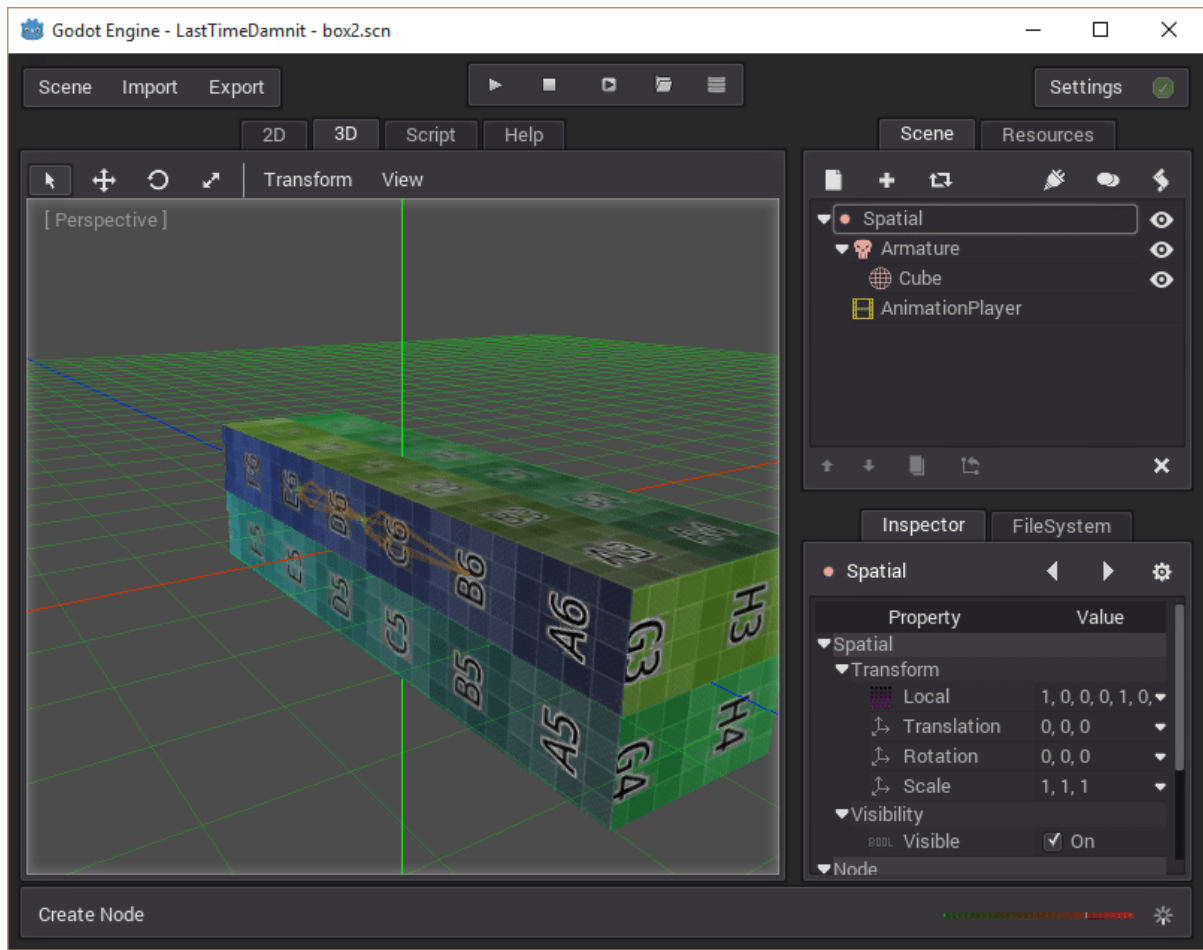 Godot Engine - LastTimeDamnit - box2.scn
Scene Import Export
Settings
2D 3D Script Help
Scene Resources
Transform View
[ Perspective ]
Spatial
Armature
Cube
AnimationPlayer
E6 D6 C6 B6 A6
E5 D5 C5 B5 A5
A3 G3 H3
G4 H4
Inspector FileSystem
Spatial
Property Value
Spatial
Transform
Local 1, 0, 0, 0, 1, 0,
Translation 0, 0, 0
Rotation 0, 0, 0
Scale 1, 1, 1
Visibility
BOOL Visible On
Node
Create Node